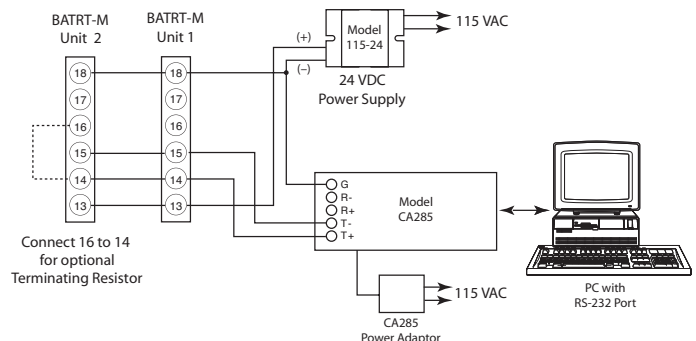 BATRT-M
Unit 2
BATRT-M
Unit 1
(+)
(–)
Model
115-24
115 VAC
24 VDC
Power Supply
18
17
16
15
14
13
18
17
16
15
14
13
Connect 16 to 14
for optional
Terminating Resistor
G
R-
R+
T-
T+
Model
CA285
115 VAC
CA285
Power Adaptor
PC with
RS-232 Port